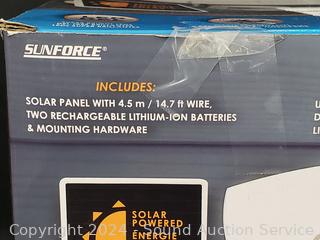 SUNFORCE®
INCLUDES:
SOLAR PANEL WITH 4.5 m / 14.7 ft WIRE,
TWO RECHARGEABLE LITHIUM-ION BATTERIES
& MOUNTING HARDWARE
U
D
LI
SOLAR
POWERED
ÉNERGIE
Copyright 2024 - Sound Auction Service